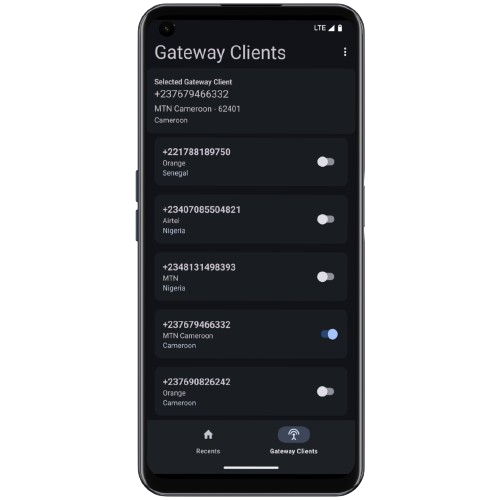 LTE
Gateway Clients
Selected Gateway Client
+237679466332
MTN Cameroon - 62401
Cameroon
+221788189750
Orange
Senegal
+23407085504821
Airtel
Nigeria
+2348131498393
MTN
Nigeria
+237679466332
MTN Cameroon
Cameroon
+237690826242
Orange
Cameroon
Recents
Gateway Clients